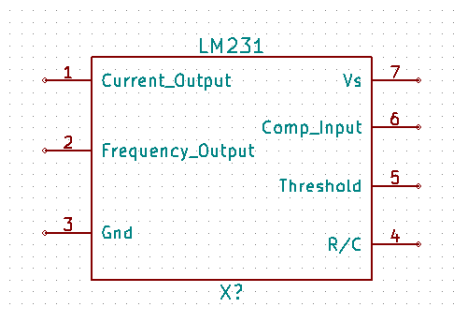 LM231
1 Current_Output Vs 7
Comp_Input 6
2 Frequency_Output
Threshold 5
3 Gnd
R/C 4
X?